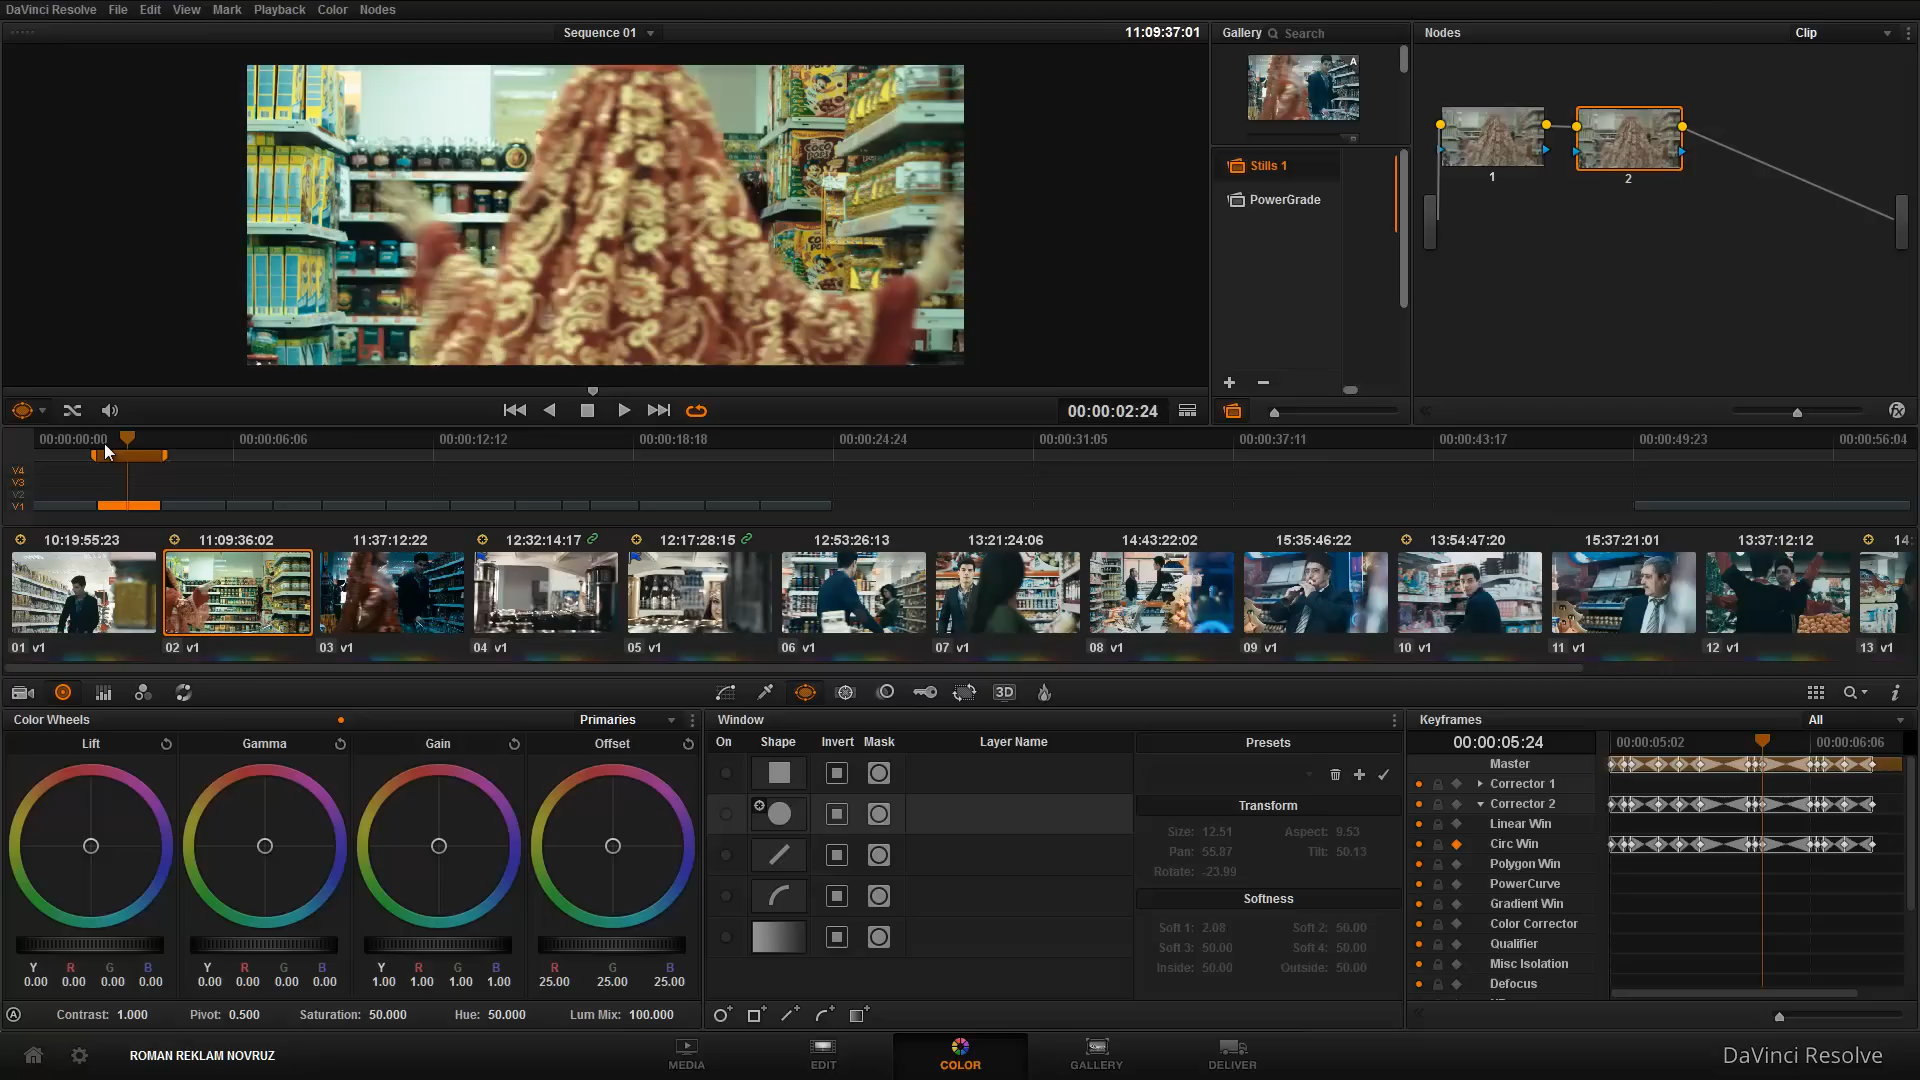 DaVinci Resolve File Edit View Mark Playback Color Nodes
Sequence 01 11:09:37:01 Gallery Search Nodes Clip
A
1 2
Stills 1
PowerGrade
00:00:02:24
00:00:00:00 00:00:06:06 00:00:12:12 00:00:18:18 00:00:24:24 00:00:31:05 00:00:37:11 00:00:43:17 00:00:49:23 00:00:56:04
V4
V3
V2
V1
10:19:55:23 11:09:36:02 11:37:12:22 12:32:14:17 12:17:28:15 12:53:26:13 13:21:24:06 14:43:22:02 15:35:46:22 13:54:47:20 15:37:21:01 13:37:12:12 14:
01 v1 02 v1 03 v1 04 v1 05 v1 06 v1 07 v1 08 v1 09 v1 10 v1 11 v1 12 v1 13 v1
3D
Color Wheels Primaries Window Keyframes All
Lift Gamma Gain Offset On Shape Invert Mask Layer Name Presets 00:00:05:24 00:00:05:02 00:00:06:06
Master
Corrector 1
Corrector 2
Linear Win
Circ Win
Polygon Win
PowerCurve
Gradient Win
Color Corrector
Qualifier
Misc Isolation
Defocus
Transform
Size: 12.51 Aspect: 9.53
Pan: 55.87 Tilt: 50.13
Rotate: -23.99
Softness
Soft 1: 2.08 Soft 2: 50.00
Soft 3: 50.00 Soft 4: 50.00
Inside: 50.00 Outside: 50.00
Y R G B Y R G B Y R G B R G B
0.00 0.00 0.00 0.00 0.00 0.00 0.00 0.00 1.00 1.00 1.00 1.00 25.00 25.00 25.00
A Contrast: 1.000 Pivot: 0.500 Saturation: 50.000 Hue: 50.000 Lum Mix: 100.000
ROMAN REKLAM NOVRUZ MEDIA EDIT COLOR GALLERY DELIVER DaVinci Resolve
COCO
POPS